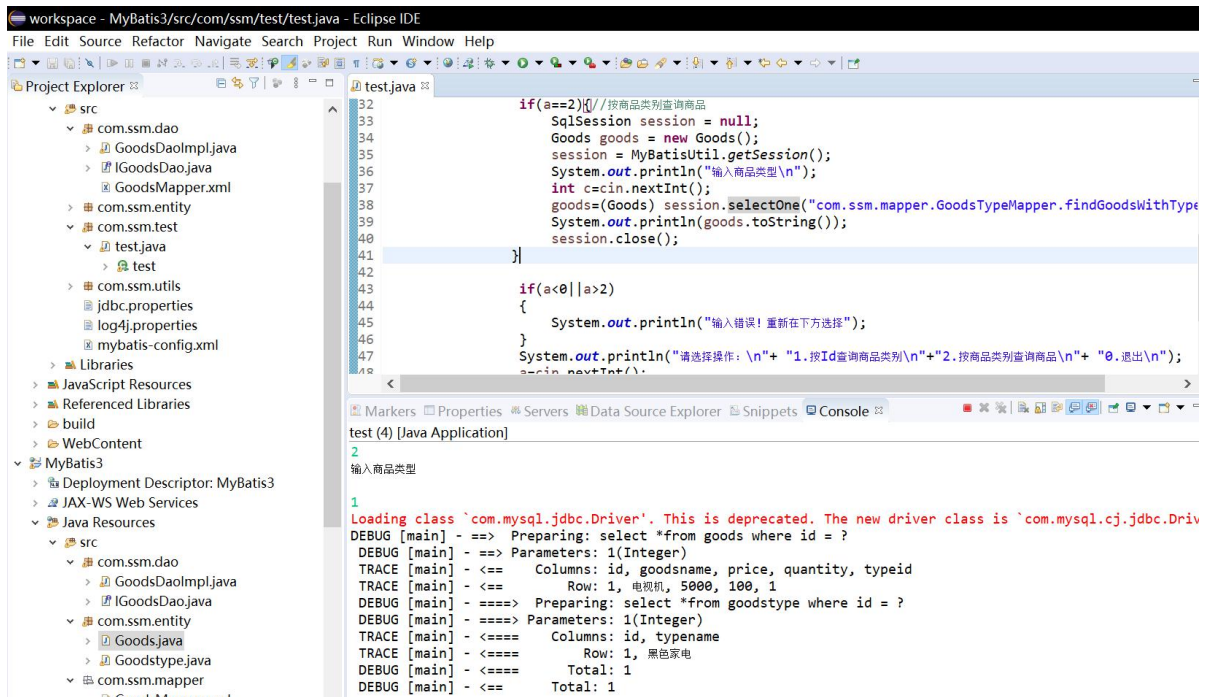 workspace - MyBatis3/src/com/ssm/test/test.java - Eclipse IDE
File Edit Source Refactor Navigate Search Project Run Window Help
Project Explorer
src
com.ssm.dao
GoodsDaoImpl.java
IGoodsDao.java
GoodsMapper.xml
com.ssm.entity
com.ssm.test
test.java
test
com.ssm.utils
jdbc.properties
log4j.properties
mybatis-config.xml
Libraries
JavaScript Resources
Referenced Libraries
build
WebContent
MyBatis3
Deployment Descriptor: MyBatis3
JAX-WS Web Services
Java Resources
src
com.ssm.dao
GoodsDaoImpl.java
IGoodsDao.java
com.ssm.entity
Goods.java
Goodstype.java
com.ssm.mapper
test.java
32 if(a==2){//按商品类别查询商品
33 SqlSession session = null;
34 Goods goods = new Goods();
35 session = MyBatisUtil.getSession();
36 System.out.println("输入商品类型\n");
37 int c=cin.nextInt();
38 goods=(Goods) session.selectOne("com.ssm.mapper.GoodsTypeMapper.findGoodsWithType
39 System.out.println(goods.toString());
40 session.close();
41 }
42
43 if(a<0||a>2)
44 {
45 System.out.println("输入错误! 重新在下方选择");
46 }
47 System.out.println("请选择操作: \n"+ "1.按Id查询商品类别\n"+"2.按商品类别查询商品\n"+ "0.退出\n");
48 a=cin.nextInt();
Markers Properties Servers Data Source Explorer Snippets Console
test (4) [Java Application]
2
输入商品类型
1
Loading class `com.mysql.jdbc.Driver'. This is deprecated. The new driver class is `com.mysql.cj.jdbc.Driv
DEBUG [main] - ==> Preparing: select *from goods where id = ?
DEBUG [main] - ==> Parameters: 1(Integer)
TRACE [main] - <== Columns: id, goodsname, price, quantity, typeid
TRACE [main] - <== Row: 1, 电视机, 5000, 100, 1
DEBUG [main] - ====> Preparing: select *from goodstype where id = ?
DEBUG [main] - ====> Parameters: 1(Integer)
TRACE [main] - <==== Columns: id, typename
TRACE [main] - <==== Row: 1, 黑色家电
DEBUG [main] - <==== Total: 1
DEBUG [main] - <== Total: 1